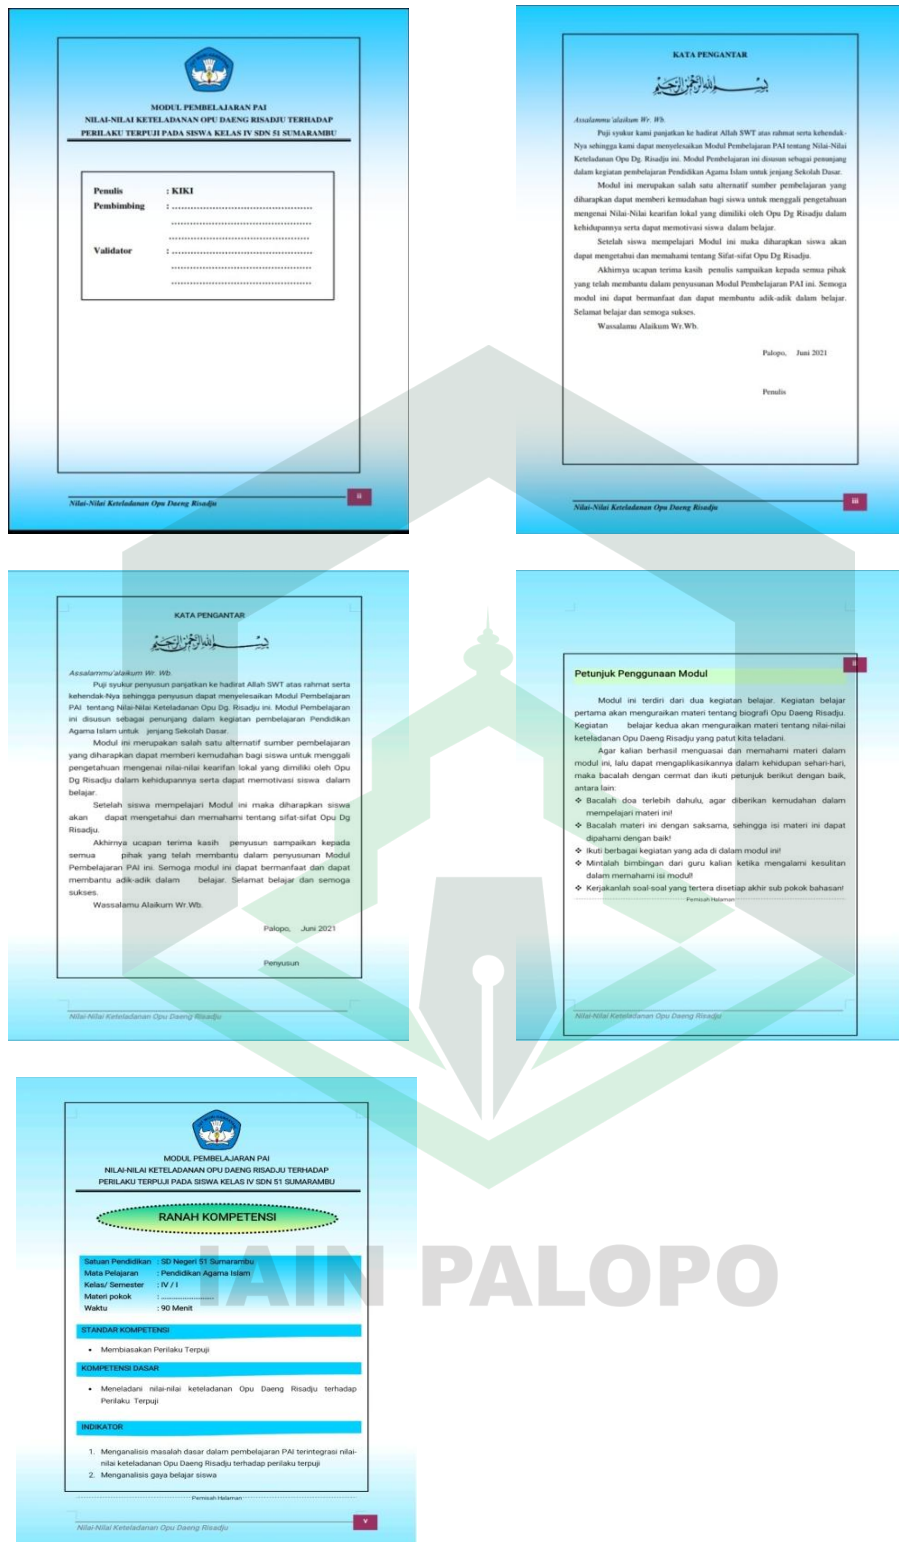 MODUL PEMBELAJARAN PAI
NILAI-NILAI KETELADANAN OPU DAENG RISADJU TERHADAP
PERILAKU TERPUJI PADA SISWA KELAS IV SDN 51 SUMARAMBU
Penulis : KIKI
Pembimbing : ................................................
................................................
................................................
Validator : ................................................
................................................
................................................
Nilai-Nilai Keteladanan Opu Daeng Risadju
ii
KATA PENGANTAR
بِسْــــــمِ اللهِ الرَّحْمٰنِ الرَّحِيْمِ
Assalammu'alaikum Wr. Wb.
Puji syukur kami panjatkan ke hadirat Allah SWT atas rahmat serta kehendak-
Nya sehingga kami dapat menyelesaikan Modul Pembelajaran PAI tentang Nilai-Nilai
Keteladanan Opu Dg. Risadju ini. Modul Pembelajaran ini disusun sebagai penunjang
dalam kegiatan pembelajaran Pendidikan Agama Islam untuk jenjang Sekolah Dasar.
Modul ini merupakan salah satu alternatif sumber pembelajaran yang
diharapkan dapat memberi kemudahan bagi siswa untuk menggali pengetahuan
mengenai Nilai-Nilai kearifan lokal yang dimiliki oleh Opu Dg Risadju dalam
kehidupannya serta dapat memotivasi siswa dalam belajar.
Setelah siswa mempelajari Modul ini maka diharapkan siswa akan
dapat mengetahui dan memahami tentang Sifat-sifat Opu Dg Risadju.
Akhirnya ucapan terima kasih penulis sampaikan kepada semua pihak
yang telah membantu dalam penyusunan Modul Pembelajaran PAI ini. Semoga
modul ini dapat bermanfaat dan dapat membantu adik-adik dalam belajar.
Selamat belajar dan semoga sukses.
Wassalamu Alaikum Wr.Wb.
Palopo, Juni 2021
Penulis
Nilai-Nilai Keteladanan Opu Daeng Risadju
iii
KATA PENGANTAR
بِسْــــــمِ اللهِ الرَّحْمٰنِ الرَّحِيْمِ
Assalammu'alaikum Wr. Wb.
Puji syukur penyusun panjatkan ke hadirat Allah SWT atas rahmat serta
kehendak-Nya sehingga penyusun dapat menyelesaikan Modul Pembelajaran
PAI tentang Nilai-Nilai Keteladanan Opu Dg. Risadju ini. Modul Pembelajaran
ini disusun sebagai penunjang dalam kegiatan pembelajaran Pendidikan
Agama Islam untuk jenjang Sekolah Dasar.
Modul ini merupakan salah satu alternatif sumber pembelajaran
yang diharapkan dapat memberi kemudahan bagi siswa untuk menggali
pengetahuan mengenai nilai-nilai kearifan lokal yang dimiliki oleh Opu
Dg Risadju dalam kehidupannya serta dapat memotivasi siswa dalam
belajar.
Setelah siswa mempelajari Modul ini maka diharapkan siswa
akan dapat mengetahui dan memahami tentang sifat-sifat Opu Dg
Risadju.
Akhirnya ucapan terima kasih penyusun sampaikan kepada
semua pihak yang telah membantu dalam penyusunan Modul
Pembelajaran PAI ini. Semoga modul ini dapat bermanfaat dan dapat
membantu adik-adik dalam belajar. Selamat belajar dan semoga
sukses.
Wassalamu Alaikum Wr.Wb.
Palopo, Juni 2021
Penyusun
Nilai-Nilai Keteladanan Opu Daeng Risadju
Petunjuk Penggunaan Modul
Modul ini terdiri dari dua kegiatan belajar. Kegiatan belajar
pertama akan menguraikan materi tentang biografi Opu Daeng Risadju.
Kegiatan belajar kedua akan menguraikan materi tentang nilai-nilai
keteladanan Opu Daeng Risadju yang patut kita teladani.
Agar kalian berhasil menguasai dan memahami materi dalam
modul ini, lalu dapat mengaplikasikannya dalam kehidupan sehari-hari,
maka bacalah dengan cermat dan ikuti petunjuk berikut dengan baik,
antara lain:
❖ Bacalah doa terlebih dahulu, agar diberikan kemudahan dalam
mempelajari materi ini!
❖ Bacalah materi ini dengan saksama, sehingga isi materi ini dapat
dipahami dengan baik!
❖ Ikuti berbagai kegiatan yang ada di dalam modul ini!
❖ Mintalah bimbingan dari guru kalian ketika mengalami kesulitan
dalam memahami isi modul!
❖ Kerjakanlah soal-soal yang tertera disetiap akhir sub pokok bahasan!
Pemisah Halaman
Nilai-Nilai Keteladanan Opu Daeng Risadju
MODUL PEMBELAJARAN PAI
NILAI-NILAI KETELADANAN OPU DAENG RISADJU TERHADAP
PERILAKU TERPUJI PADA SISWA KELAS IV SDN 51 SUMARAMBU
RANAH KOMPETENSI
Satuan Pendidikan : SD Negeri 51 Sumarambu
Mata Pelajaran : Pendidikan Agama Islam
Kelas/ Semester : IV / I
Materi pokok : ..........................
Waktu : 90 Menit
STANDAR KOMPETENSI
• Membiasakan Perilaku Terpuji
KOMPETENSI DASAR
• Meneladani nilai-nilai keteladanan Opu Daeng Risadju terhadap
Perilaku Terpuji
INDIKATOR
1. Menganalisis masalah dasar dalam pembelajaran PAI terintegrasi nilai-
nilai keteladanan Opu Daeng Risadju terhadap perilaku terpuji
2. Menganalisis gaya belajar siswa
Pemisah Halaman
Nilai-Nilai Keteladanan Opu Daeng Risadju
v
IAIN PALOPO